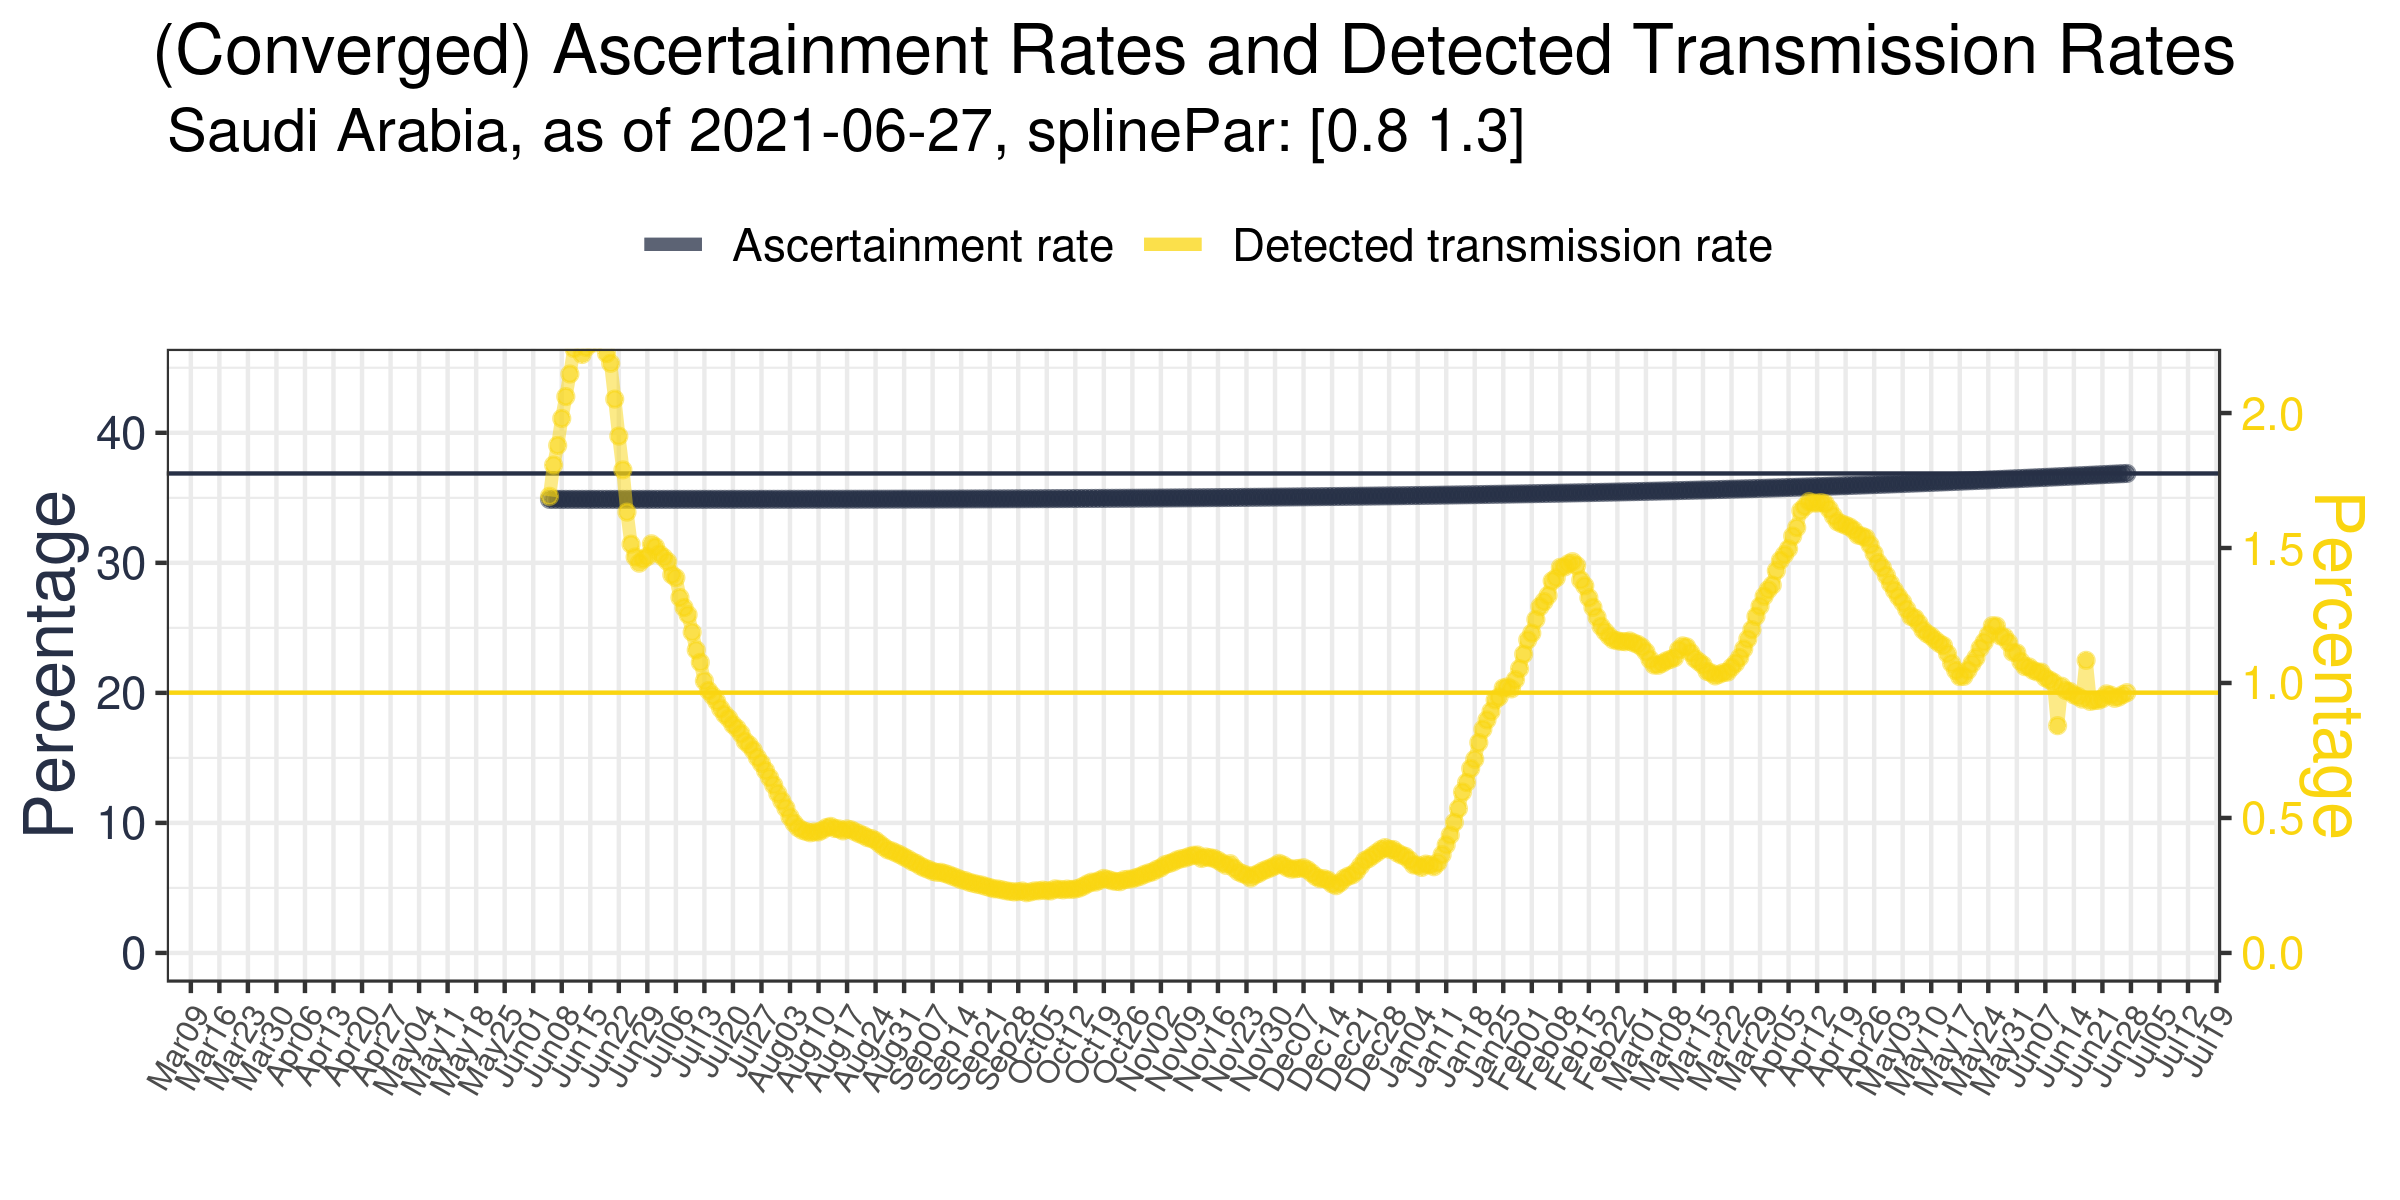 (Converged) Ascertainment Rates and Detected Transmission Rates
Saudi Arabia, as of 2021-06-27, splinePar: [0.8 1.3]
Ascertainment rate
Detected transmission rate
Percentage
40
30
20
10
0
2.0
1.5
1.0
0.5
0.0
Percentage
Mar09
Mar16
Mar23
Mar30
Apr06
Apr13
Apr20
Apr27
May04
May11
May18
May25
Jun01
Jun08
Jun15
Jun22
Jun29
Jul06
Jul13
Jul20
Jul27
Aug03
Aug10
Aug17
Aug24
Aug31
Sep07
Sep14
Sep21
Sep28
Oct05
Oct12
Oct19
Oct26
Nov02
Nov09
Nov16
Nov23
Nov30
Dec07
Dec14
Dec21
Dec28
Jan04
Jan11
Jan18
Jan25
Feb01
Feb08
Feb15
Feb22
Mar01
Mar08
Mar15
Mar22
Mar29
Apr05
Apr12
Apr19
Apr26
May03
May10
May17
May24
May31
Jun07
Jun14
Jun21
Jun28
Jul05
Jul12
Jul19